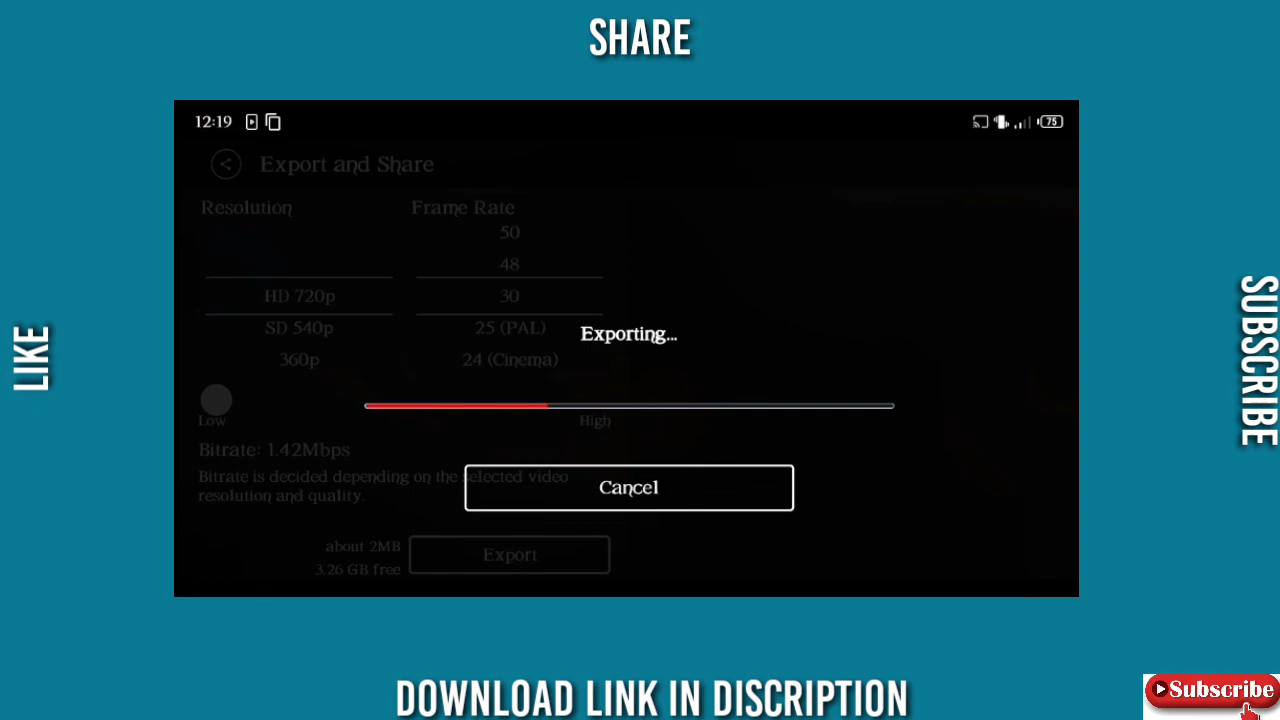 SHARE
12:19
75
Export and Share
Resolution
Frame Rate
50
48
HD 720p
30
SD 540p
25 (PAL)
360p
24 (Cinema)
Exporting...
Low
High
Bitrate: 1.42Mbps
Bitrate is decided depending on the selected video
resolution and quality.
Cancel
about 2MB
Export
3.26 GB free
LIKE
SUBSCRIBE
DOWNLOAD LINK IN DISCRIPTION
Subscribe